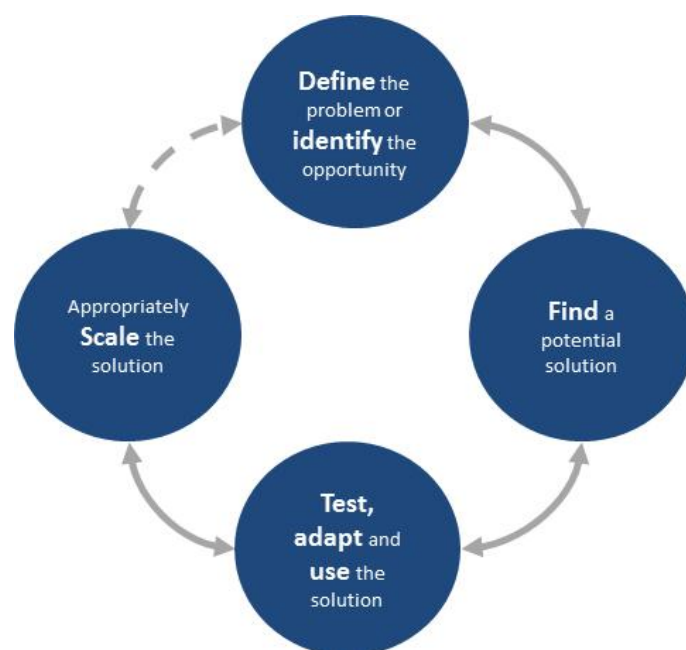 Define the
problem or
identify the
opportunity
Find a
potential
solution
Test,
adapt and
use the
solution
Appropriately
Scale the
solution